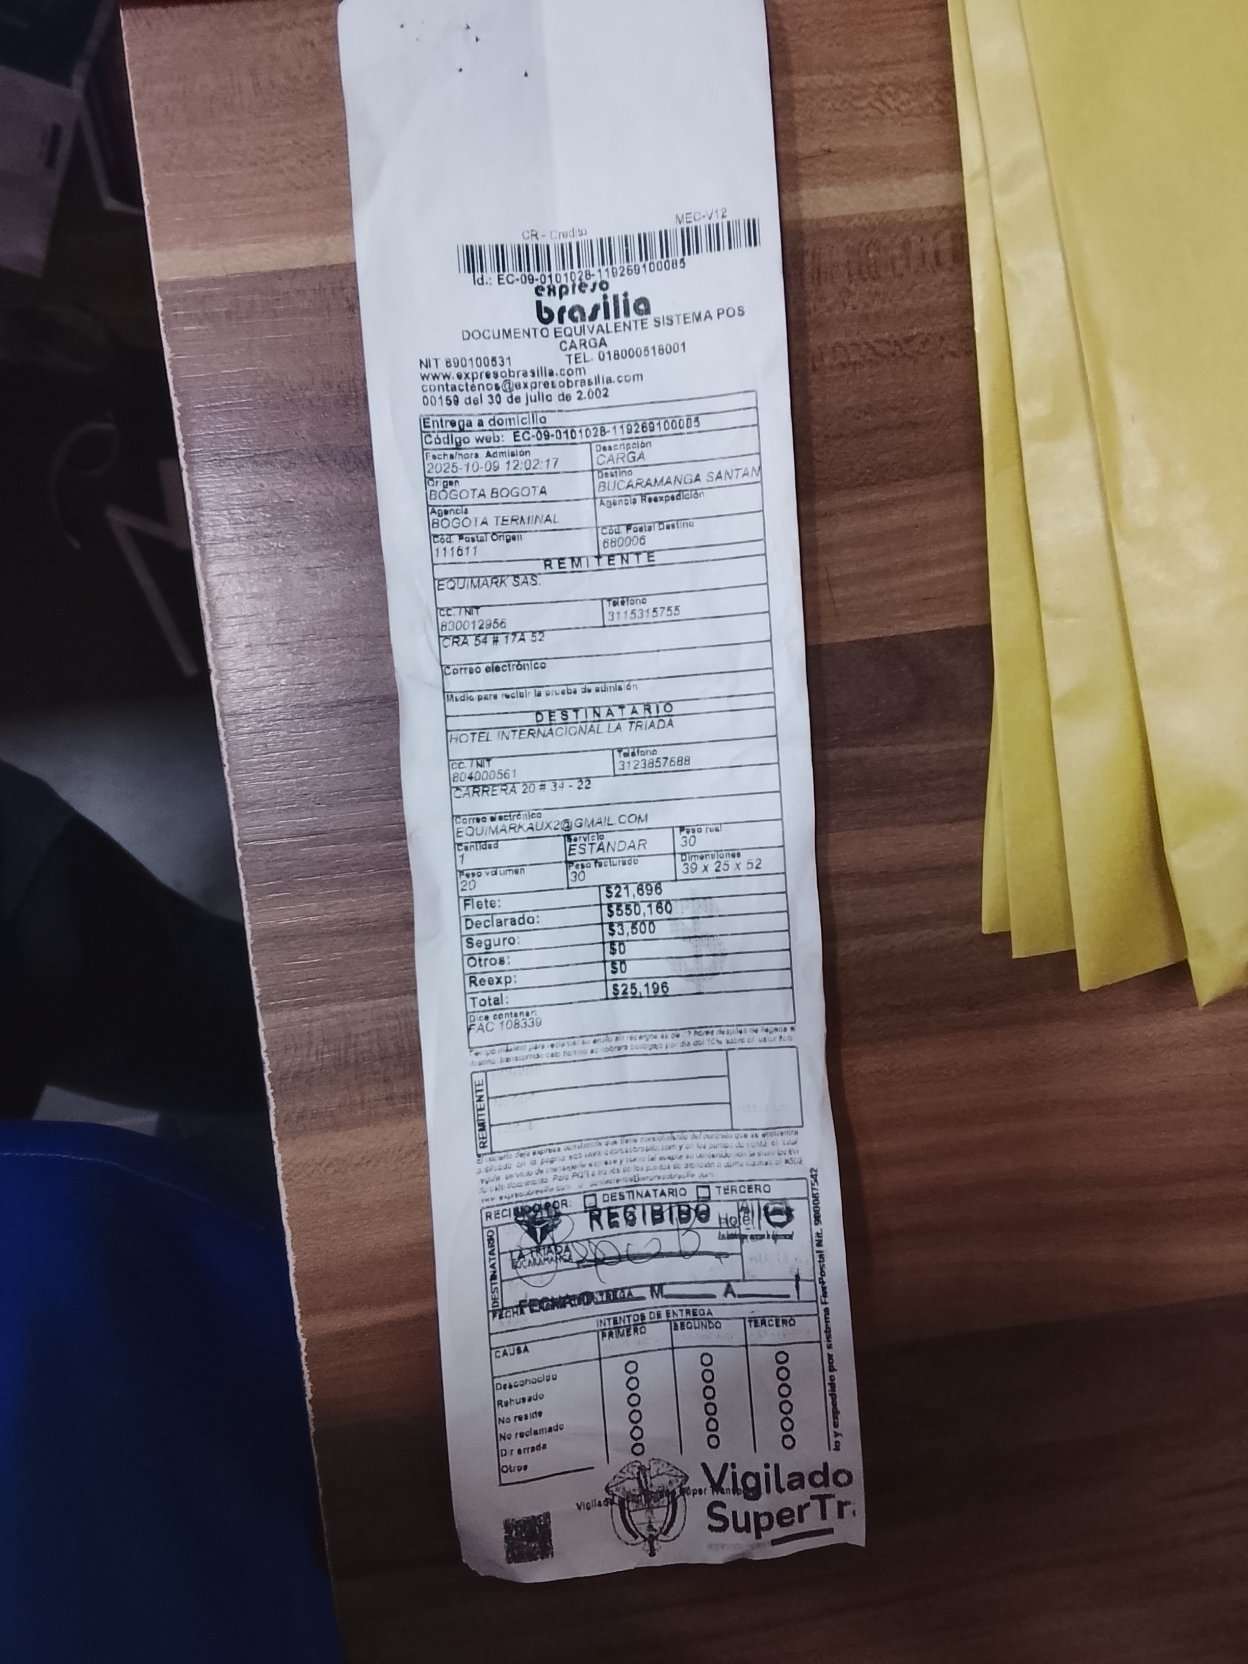 MEC-V12
CR - Credito
Id.: EC-09-0101028-119269100085
expreso
brasilia
DOCUMENTO EQUIVALENTE SISTEMA POS
CARGA
NIT 890100531 TEL. 018000518001
www.expresobrasilia.com
contactenos@expresobrasilia.com
00159 del 30 de julio de 2.002
Entrega a domicilio
Código web: EC-09-0101028-119269100085
Fecha/hora Admisión Descripción
2025-10-09 12:02:17 CARGA
Origen Destino
BOGOTA BOGOTA BUCARAMANGA SANTAN
Agencia Agencia Reexpedición
BOGOTA TERMINAL
Cód. Postal Origen Cód. Postal Destino
111611 680006
REMITENTE
EQUIMARK SAS.
CC. / NIT Teléfono
830012956 3115315755
CRA 54 # 17A 52
Correo electrónico
Medio para recibir la prueba de admisión
DESTINATARIO
HOTEL INTERNACIONAL LA TRIADA
CC. / NIT Teléfono
804000561 3123857688
CARRERA 20 # 34 - 22
Correo electrónico
EQUIMARKAUX2@GMAIL.COM
Cantidad Servicio Peso real
1 ESTANDAR 30
Peso volumen Peso facturado Dimensiones
20 30 39 x 25 x 52
Flete: $21,696
Declarado: $550,160
Seguro: $3,500
Otros: $0
Reexp: $0
Total: $25,196
Dice contener:
FAC 108339
REMITENTE
RECIBIDO POR: DESTINATARIO TERCERO
RECIBIDO
Hotel
LA TRIADA
BUCARAMANGA
DESTINATARIO
FECHA M A
INTENTOS DE ENTREGA
CAUSA PRIMERO SEGUNDO TERCERO
Desconocido
Rehusado
No reside
No reclamado
Dir errada
Otros
Vigilado
SuperTr